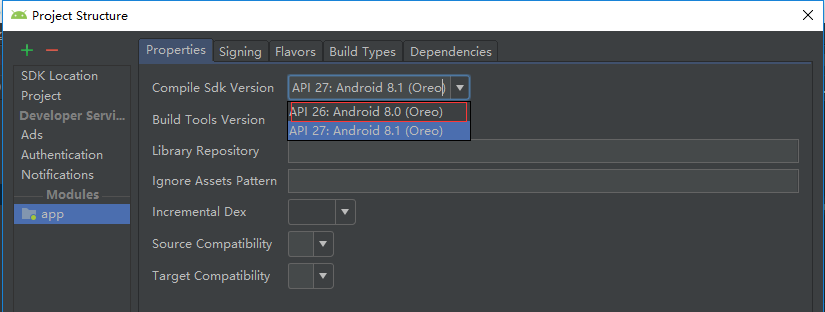 Project Structure
Properties Signing Flavors Build Types Dependencies
SDK Location
Project
Developer Servi...
Ads
Authentication
Notifications
Modules
app
Compile Sdk Version API 27: Android 8.1 (Oreo)
API 26: Android 8.0 (Oreo)
API 27: Android 8.1 (Oreo)
Build Tools Version
Library Repository
Ignore Assets Pattern
Incremental Dex
Source Compatibility
Target Compatibility